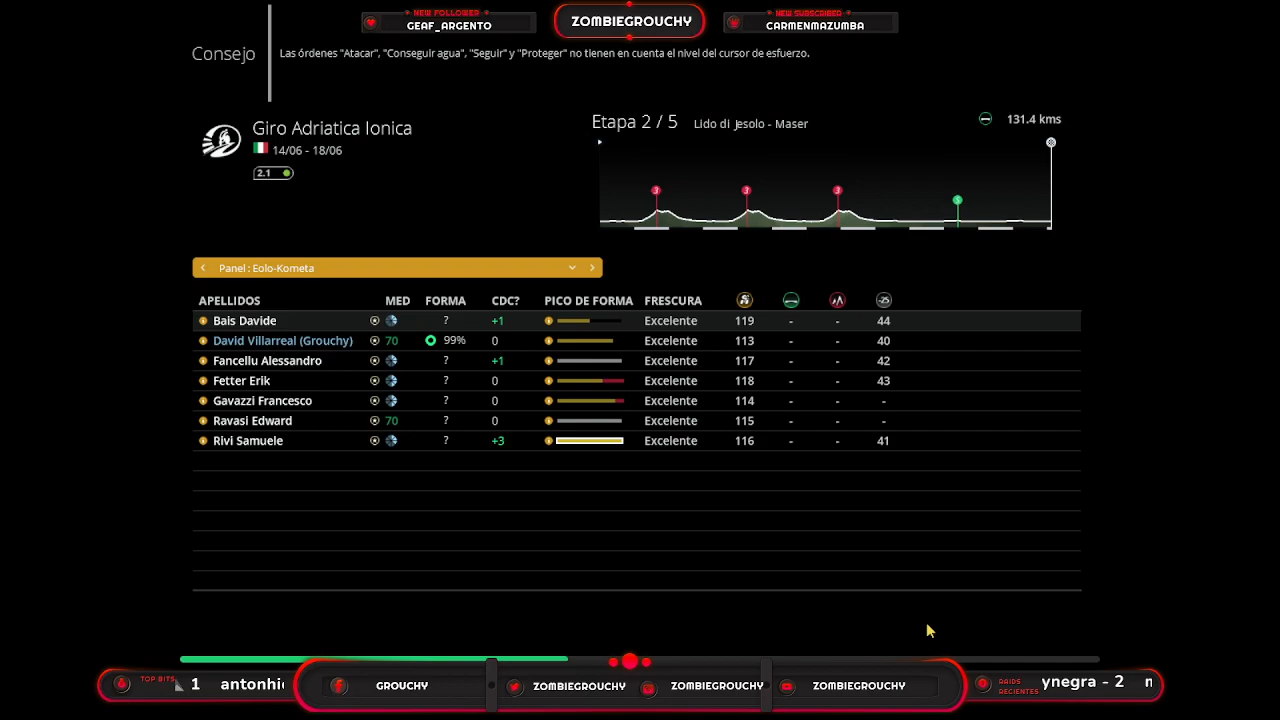 NEW FOLLOWER
GEAF_ARGENTO
ZOMBIEGROUCHY
NEW SUBSCRIBED
CARMENMAZUMBA
Consejo
Las órdenes "Atacar", "Conseguir agua", "Seguir" y "Proteger" no tienen en cuenta el nivel del cursor de esfuerzo.
Giro Adriatica Ionica
14/06 - 18/06
2.1
Etapa 2 / 5 Lido di Jesolo - Maser 131.4 kms
3 3 3 S
Panel : Eolo-Kometa
APELLIDOS MED FORMA CDC? PICO DE FORMA FRESCURA -25
Bais Davide ? +1 Excelente 119 - - 44
David Villarreal (Grouchy) 70 99% 0 Excelente 113 - - 40
Fancellu Alessandro ? +1 Excelente 117 - - 42
Fetter Erik ? 0 Excelente 118 - - 43
Gavazzi Francesco ? 0 Excelente 114 - - -
Ravasi Edward 70 ? 0 Excelente 115 - - -
Rivi Samuele ? +3 Excelente 116 - - 41
TOP BITS 1 antonhi
GROUCHY
ZOMBIEGROUCHY
ZOMBIEGROUCHY
ZOMBIEGROUCHY
RAIDS
RECIENTES
ynegra - 2